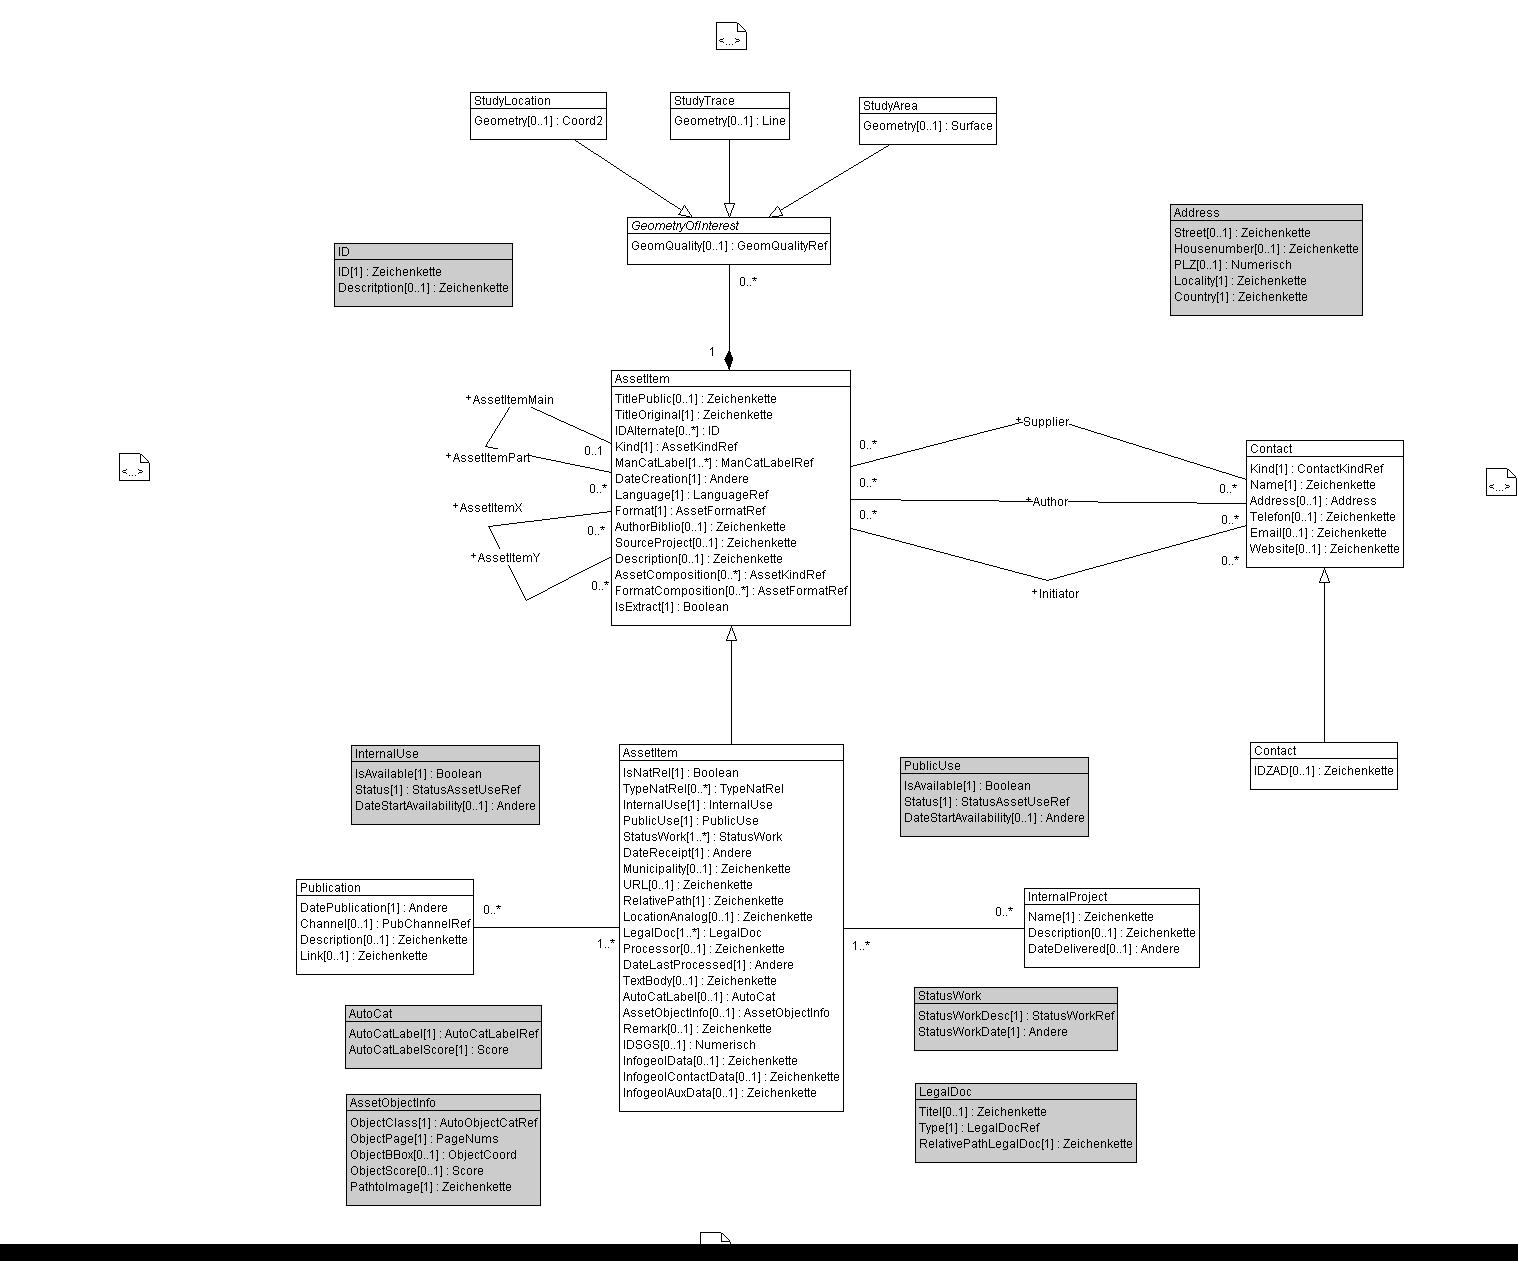 <...>
StudyLocation
Geometry[0..1] : Coord2
StudyTrace
Geometry[0..1] : Line
StudyArea
Geometry[0..1] : Surface
GeometryOfInterest
GeomQuality[0..1] : GeomQualityRef
0..*
1
ID
ID[1] : Zeichenkette
Descritption[0..1] : Zeichenkette
Address
Street[0..1] : Zeichenkette
Housenumber[0..1] : Zeichenkette
PLZ[0..1] : Numerisch
Locality[1] : Zeichenkette
Country[1] : Zeichenkette
<...>
+AssetItemMain
0..1
+AssetItemPart
0..*
+AssetItemX
0..*
+AssetItemY
0..*
AssetItem
TitlePublic[0..1] : Zeichenkette
TitleOriginal[1] : Zeichenkette
IDAlternate[0..*] : ID
Kind[1] : AssetKindRef
ManCatLabel[1..*] : ManCatLabelRef
DateCreation[1] : Andere
Language[1] : LanguageRef
Format[1] : AssetFormatRef
AuthorBiblio[0..1] : Zeichenkette
SourceProject[0..1] : Zeichenkette
Description[0..1] : Zeichenkette
AssetComposition[0..*] : AssetKindRef
FormatComposition[0..*] : AssetFormatRef
IsExtract[1] : Boolean
0..*
+Supplier
0..*
0..*
+Author
0..*
0..*
+Initiator
0..*
Contact
Kind[1] : ContactKindRef
Name[1] : Zeichenkette
Address[0..1] : Address
Telefon[0..1] : Zeichenkette
Email[0..1] : Zeichenkette
Website[0..1] : Zeichenkette
<...>
Contact
IDZAD[0..1] : Zeichenkette
InternalUse
IsAvailable[1] : Boolean
Status[1] : StatusAssetUseRef
DateStartAvailability[0..1] : Andere
AssetItem
IsNatRel[1] : Boolean
TypeNatRel[0..*] : TypeNatRel
InternalUse[1] : InternalUse
PublicUse[1] : PublicUse
StatusWork[1..*] : StatusWork
DateReceipt[1] : Andere
Municipality[0..1] : Zeichenkette
URL[0..1] : Zeichenkette
RelativePath[1] : Zeichenkette
LocationAnalog[0..1] : Zeichenkette
LegalDoc[1..*] : LegalDoc
Processor[0..1] : Zeichenkette
DateLastProcessed[1] : Andere
TextBody[0..1] : Zeichenkette
AutoCatLabel[0..1] : AutoCat
AssetObjectInfo[0..1] : AssetObjectInfo
Remark[0..1] : Zeichenkette
IDSGS[0..1] : Numerisch
InfogeolData[0..1] : Zeichenkette
InfogeolContactData[0..1] : Zeichenkette
InfogeolAuxData[0..1] : Zeichenkette
PublicUse
IsAvailable[1] : Boolean
Status[1] : StatusAssetUseRef
DateStartAvailability[0..1] : Andere
Publication
DatePublication[1] : Andere
Channel[0..1] : PubChannelRef
Description[0..1] : Zeichenkette
Link[0..1] : Zeichenkette
0..*
1..*
1..*
0..*
InternalProject
Name[1] : Zeichenkette
Description[0..1] : Zeichenkette
DateDelivered[0..1] : Andere
AutoCat
AutoCatLabel[1] : AutoCatLabelRef
AutoCatLabelScore[1] : Score
StatusWork
StatusWorkDesc[1] : StatusWorkRef
StatusWorkDate[1] : Andere
AssetObjectInfo
ObjectClass[1] : AutoObjectCatRef
ObjectPage[1] : PageNums
ObjectBBox[0..1] : ObjectCoord
ObjectScore[0..1] : Score
PathtoImage[1] : Zeichenkette
LegalDoc
Titel[0..1] : Zeichenkette
Type[1] : LegalDocRef
RelativePathLegalDoc[1] : Zeichenkette